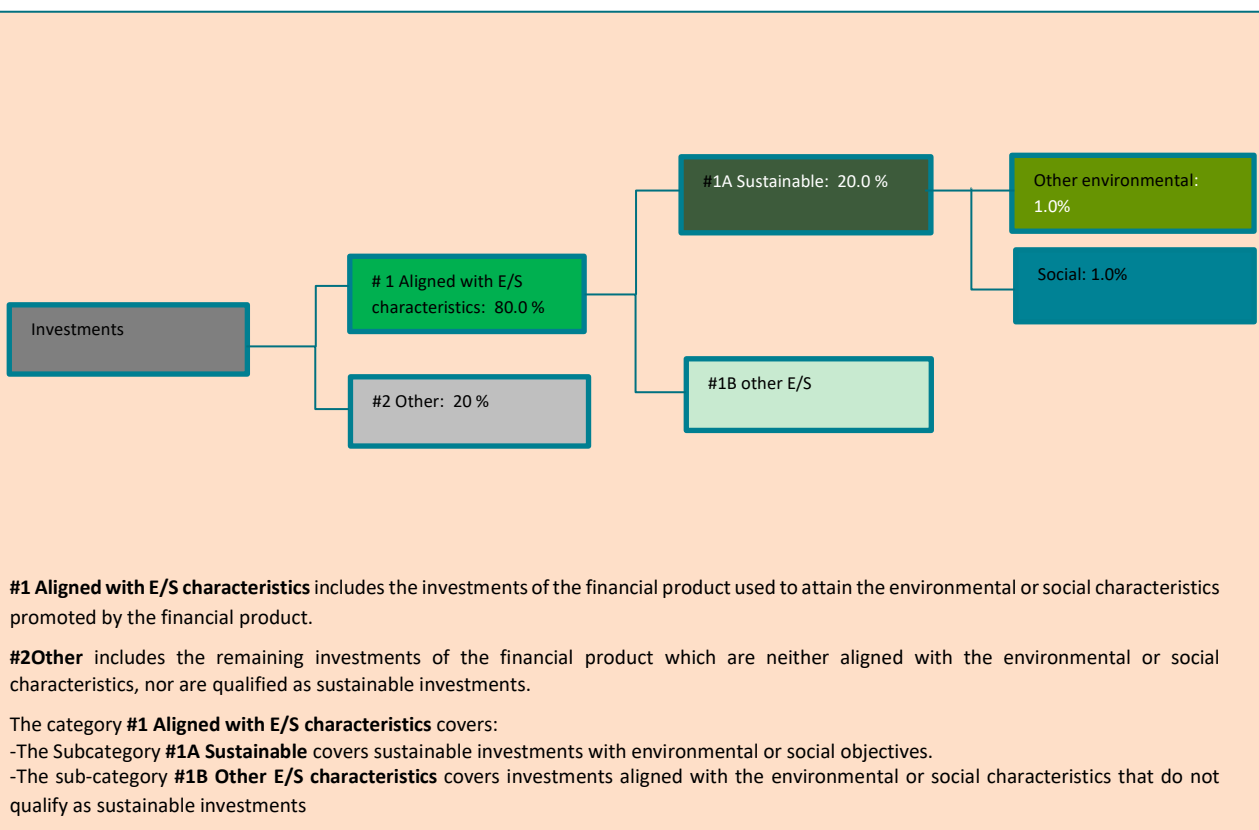 Investments
# 1 Aligned with E/S
characteristics:  80.0 %
#2 Other:  20 %
#1A Sustainable:  20.0 %
#1B other E/S
Other environmental:
1.0%
Social: 1.0%
#1 Aligned with E/S characteristics includes the investments of the financial product used to attain the environmental or social characteristics
promoted by the financial product.
#2Other includes the remaining investments of the financial product which are neither aligned with the environmental or social
characteristics, nor are qualified as sustainable investments.
The category #1 Aligned with E/S characteristics covers:
-The Subcategory #1A Sustainable covers sustainable investments with environmental or social objectives.
-The sub-category #1B Other E/S characteristics covers investments aligned with the environmental or social characteristics that do not
qualify as sustainable investments